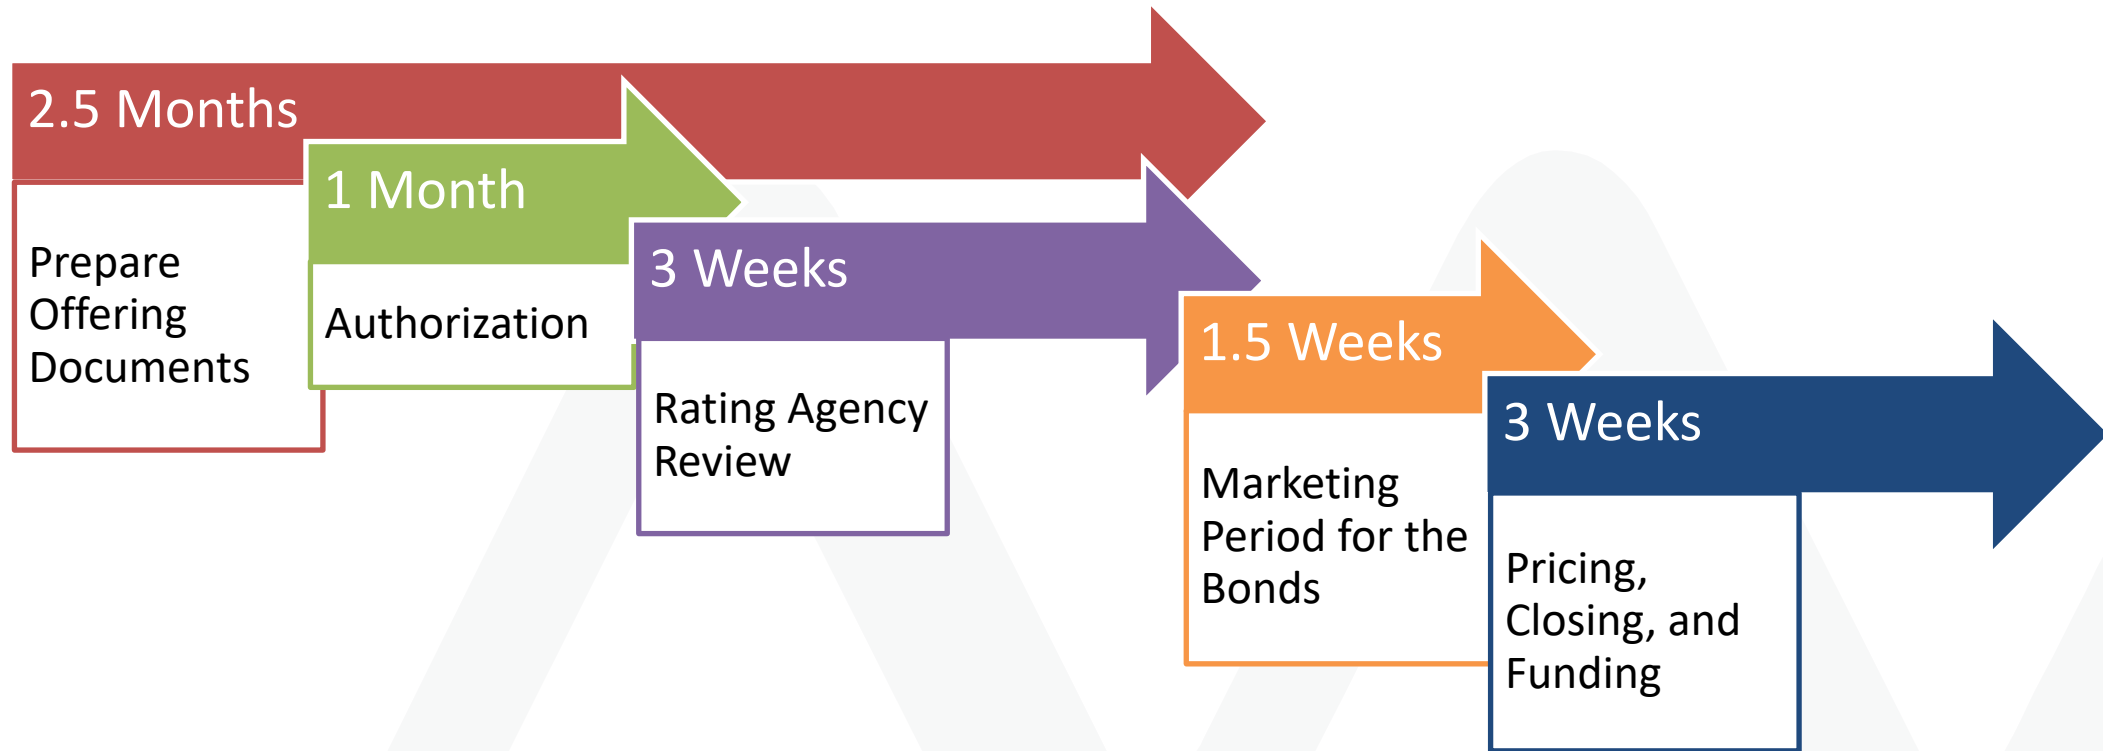 2.5 Months
Prepare
Offering
Documents
1 Month
Authorization
3 Weeks
Rating Agency
Review
1.5 Weeks
Marketing
Period for the
Bonds
3 Weeks
Pricing,
Closing, and
Funding